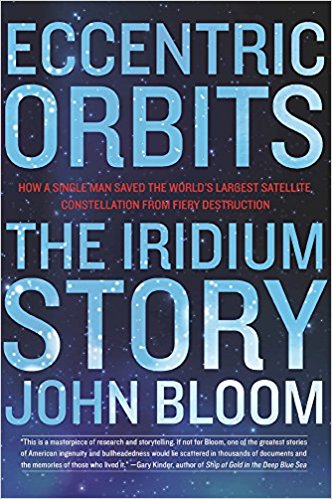 ECCENTRIC
ORBITS
HOW A SINGLE MAN SAVED THE WORLD'S LARGEST SATELLITE
CONSTELLATION FROM FIERY DESTRUCTION
THE IRIDIUM
STORY
JOHN BLOOM
"This is a masterpiece of research and storytelling. If not for Bloom, one of the greatest stories
of American ingenuity and bullheadedness would lie scattered in thousands of documents and
the memories of those who lived it."—Gary Kinder, author of Ship of Gold in the Deep Blue Sea